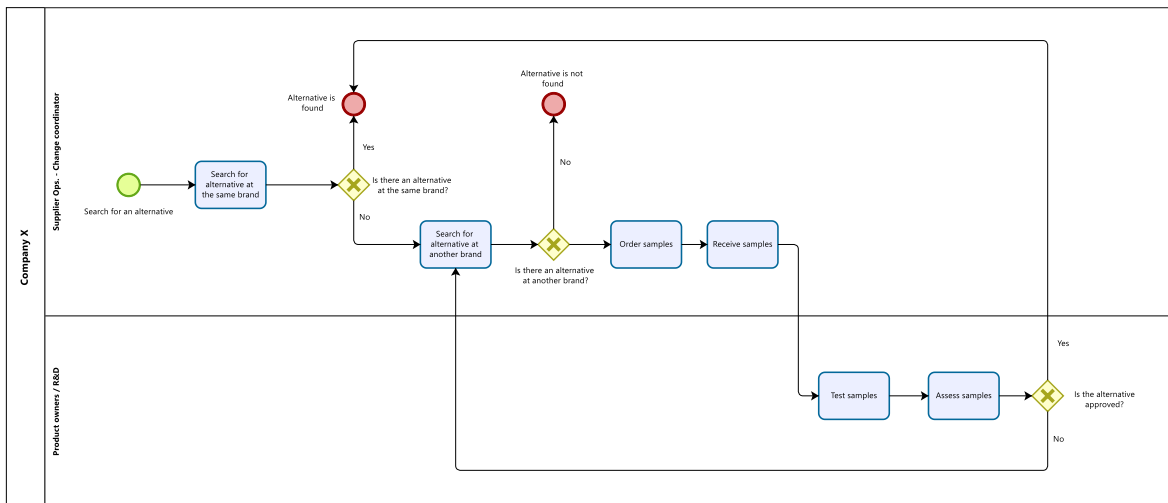 Company X
Supplier Ops. - Change coordinator
Search for an alternative
Search for
alternative at
the same brand
Alternative is
found
Yes
Is there an alternative
at the same brand?
No
Search for
alternative at
another brand
Alternative is not
found
No
Is there an alternative
at another brand?
Order samples
Receive samples
Product owners / R&D
Test samples
Assess samples
Yes
Is the alternative
approved?
No